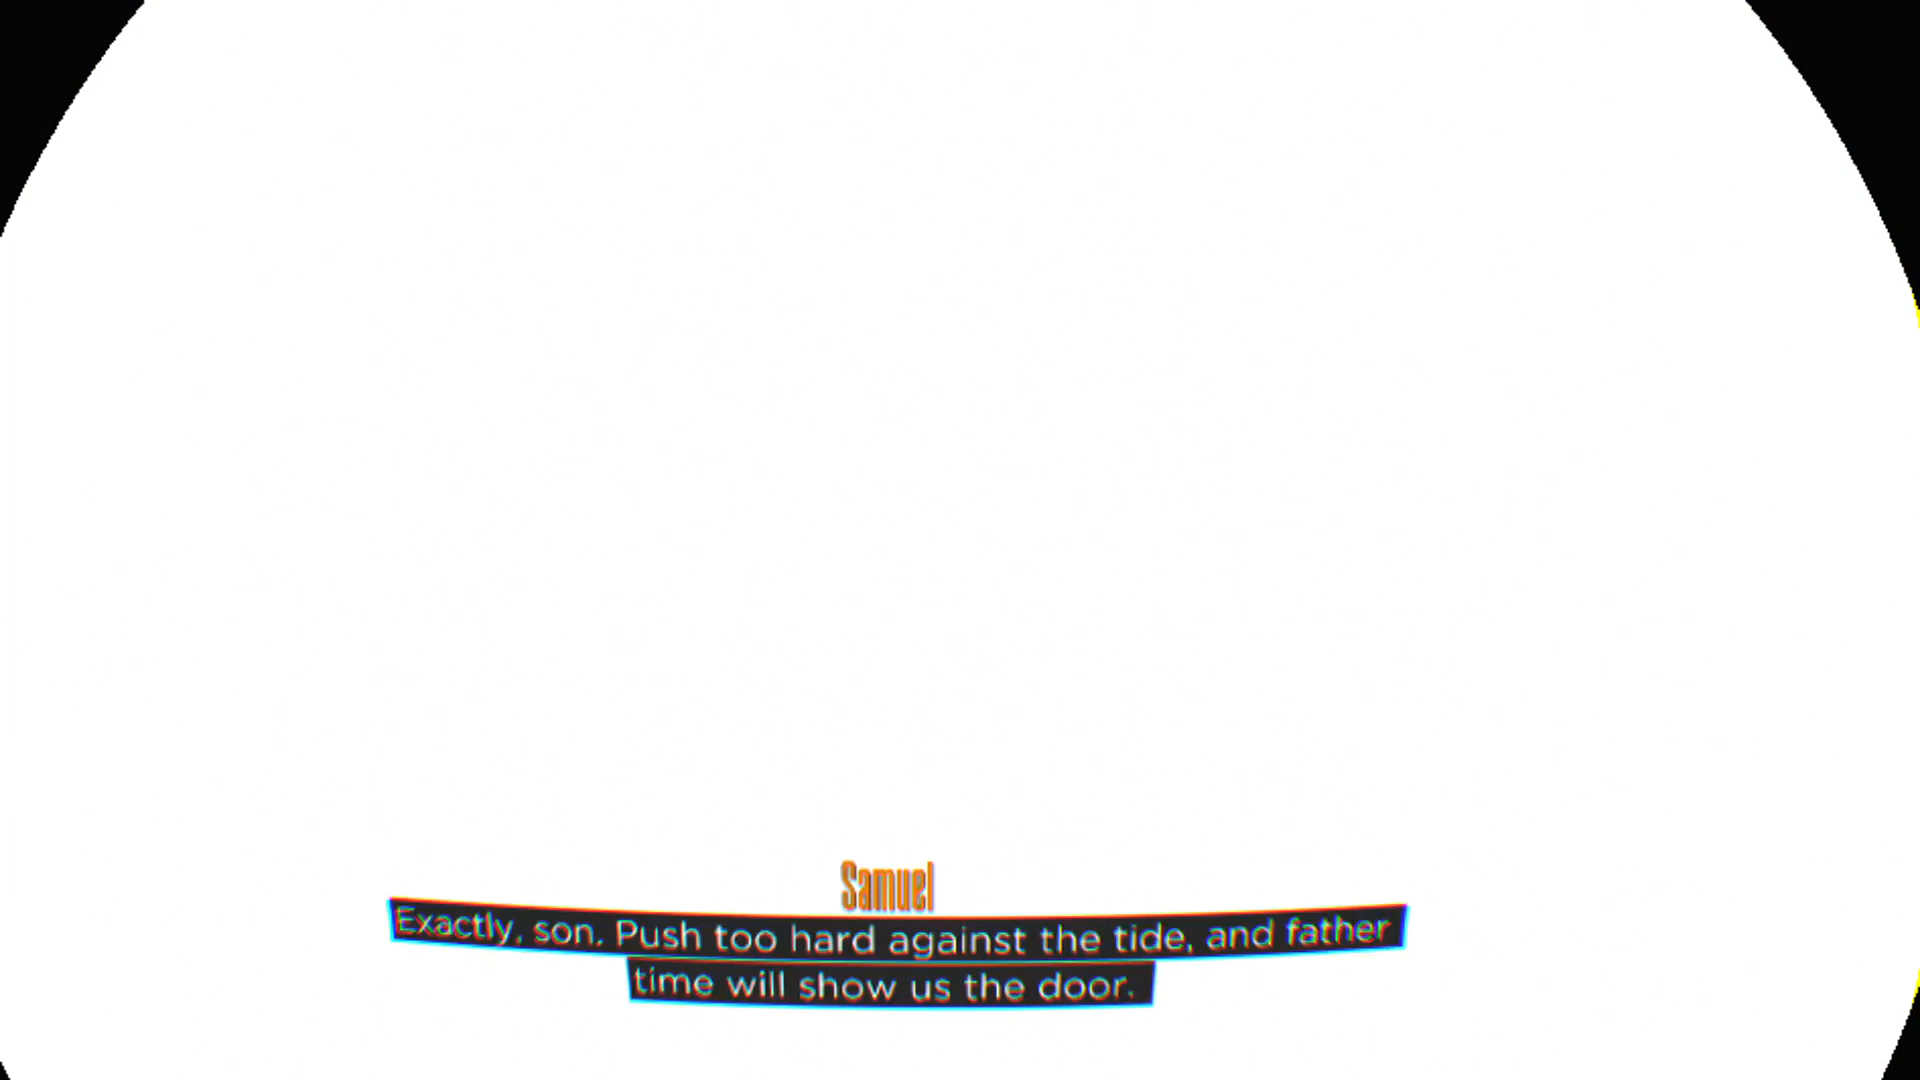 Samuel
Exactly, son. Push too hard against the tide, and father
time will show us the door.